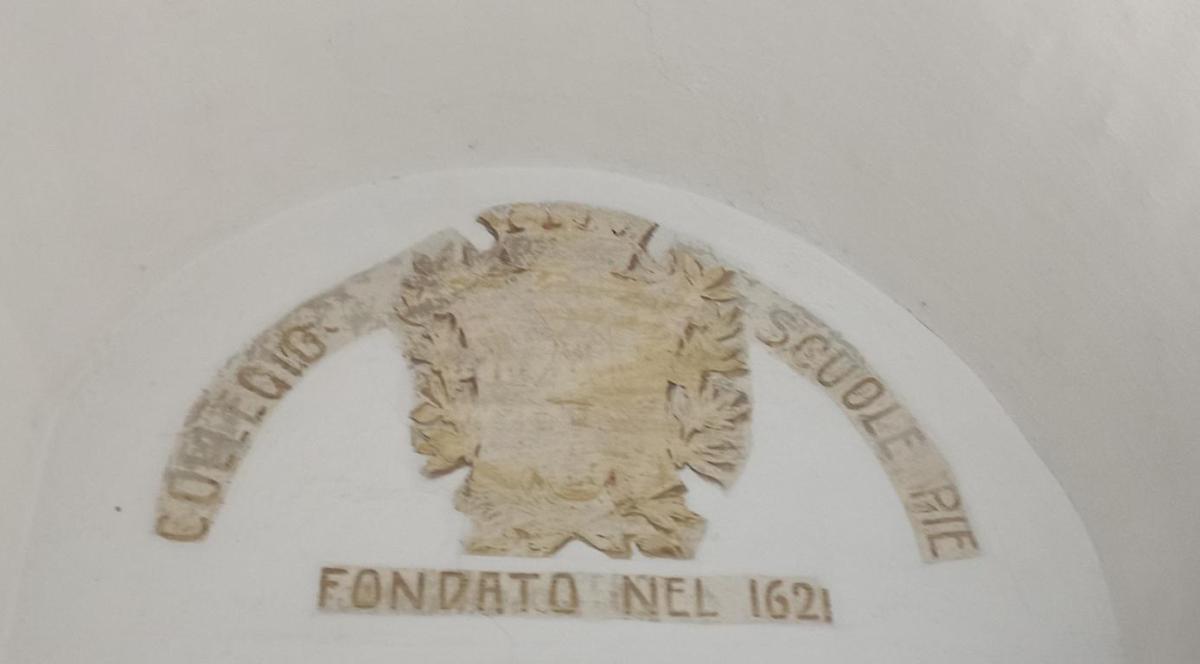 COLLEGIO
SCUOLE PIE
FONDATO NEL 1621